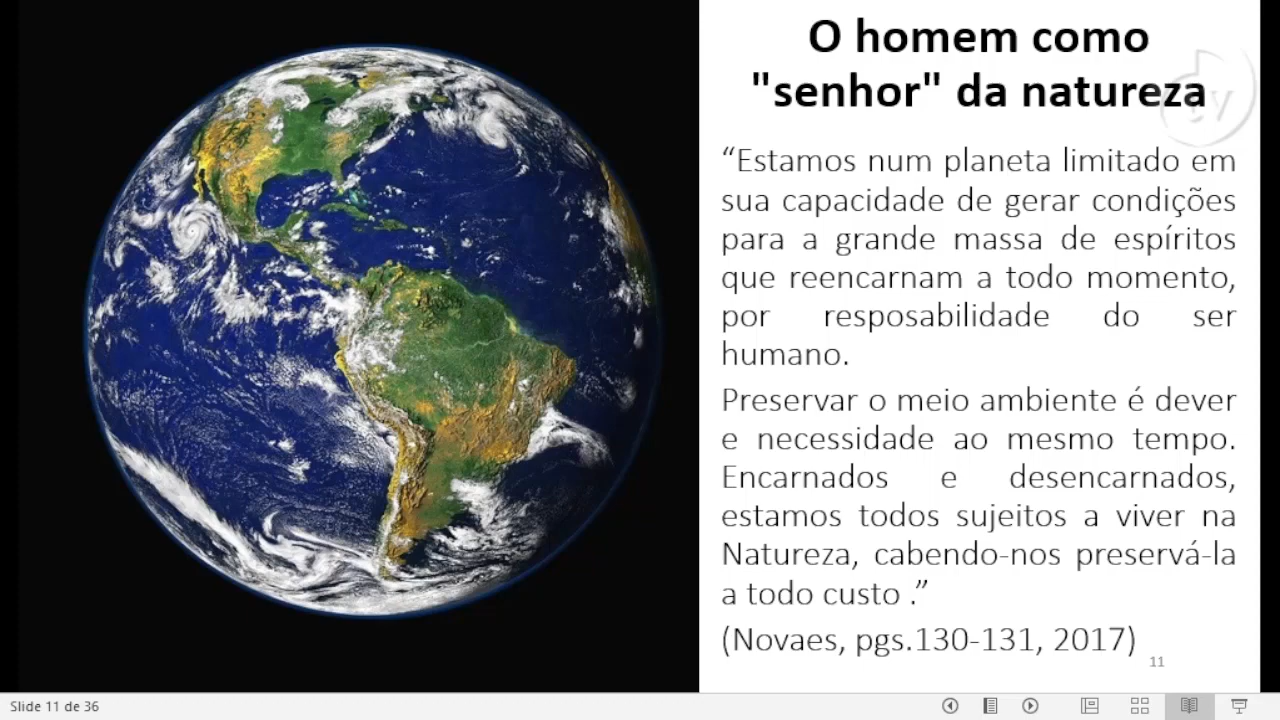 O homem como
"senhor" da natureza
“Estamos num planeta limitado em
sua capacidade de gerar condições
para a grande massa de espíritos
que reencarnam a todo momento,
por resposabilidade do ser
humano.
Preservar o meio ambiente é dever
e necessidade ao mesmo tempo.
Encarnados e desencarnados,
estamos todos sujeitos a viver na
Natureza, cabendo-nos preservá-la
a todo custo .”
(Novaes, pgs.130-131, 2017)
11
Slide 11 de 36